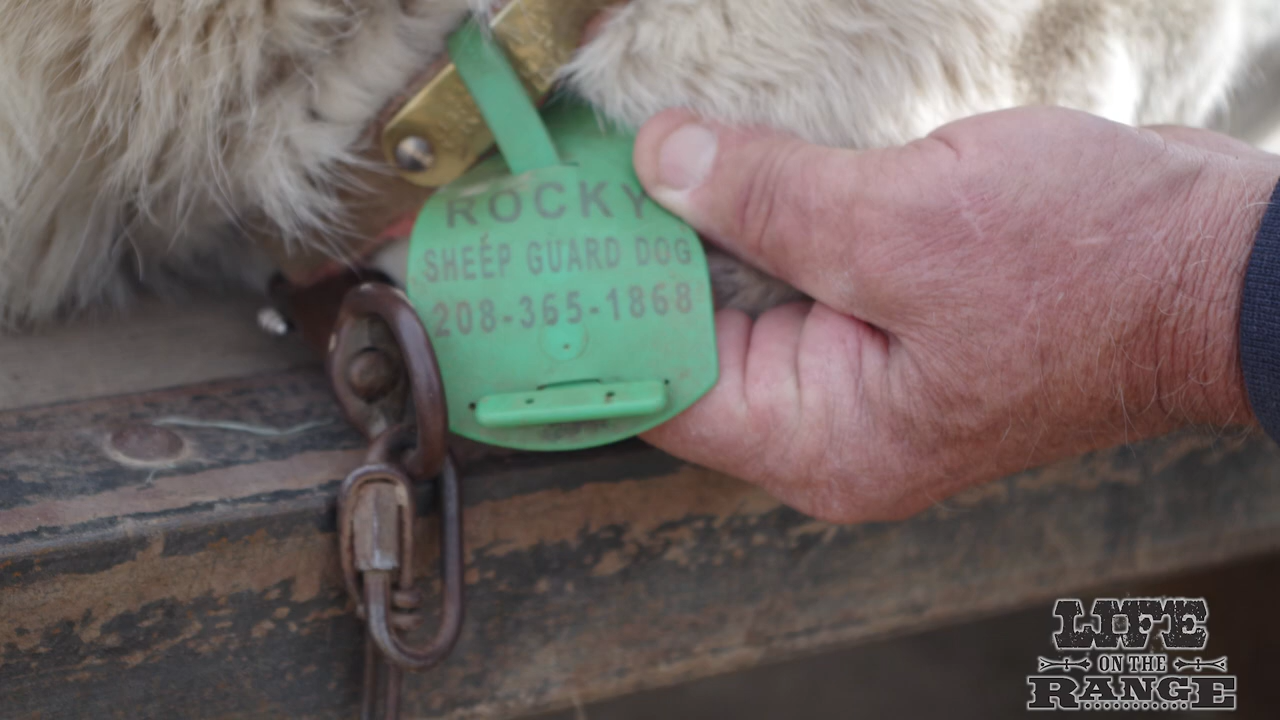 ROCKY
SHEEP GUARD DOG
208-365-1868
LIFE
ON THE
RANGE